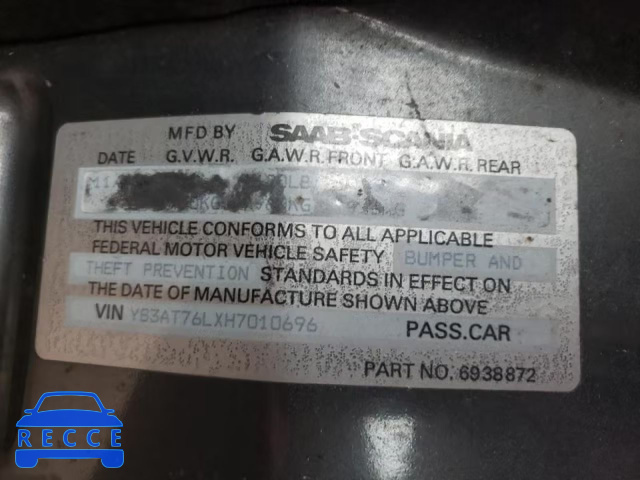 MFD BY SAAB SCANIA
DATE G.V.W.R. G.A.W.R. FRONT G.A.W.R. REAR
THIS VEHICLE CONFORMS TO ALL APPLICABLE
FEDERAL MOTOR VEHICLE SAFETY BUMPER AND
THEFT PREVENTION STANDARDS IN EFFECT ON
THE DATE OF MANUFACTURE SHOWN ABOVE
VIN YB3AT76LXH7010696 PASS.CAR
PART NO. 6938872
RECCE